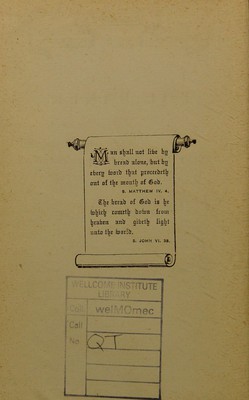 Man shall not live by
bread alone, but by
every word that proceedeth
out of the mouth of God.
S. MATTHEW IV. 4.
The bread of God is he
which cometh down from
heaven and giveth light
unto the world.
S. JOHN VI. 33.
WELLCOME INSTITUTE
LIBRARY
Coll. welMOmec
Call
No. QT